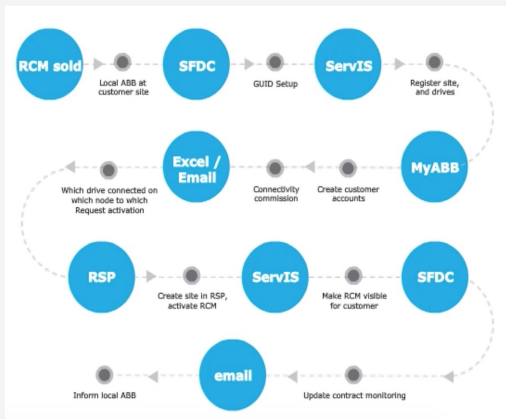 RCM sold
Local ABB at
customer site
SFDC
GUID Setup
ServIS
Register site,
and drives
MyABB
Create customer
accounts
Connectivity
commission
Excel /
Email
Which drive connected on
which node to which
Request activation
RSP
Create site in RSP,
activate RCM
ServIS
Make RCM visible
for customer
SFDC
Update contract monitoring
email
Inform local ABB